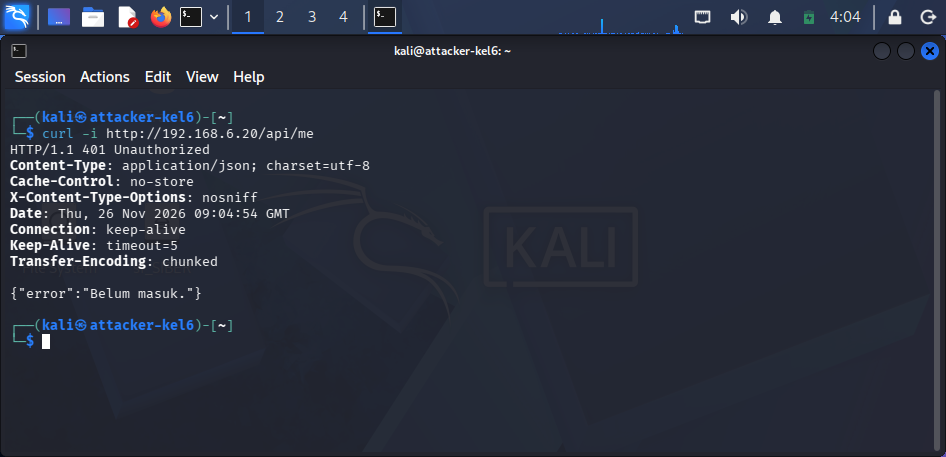 1 2 3 4 4:04
kali@attacker-kel6: ~
Session Actions Edit View Help
┌──(kali㉿attacker-kel6)-[~]
└─$ curl -i http://192.168.6.20/api/me
HTTP/1.1 401 Unauthorized
Content-Type: application/json; charset=utf-8
Cache-Control: no-store
X-Content-Type-Options: nosniff
Date: Thu, 26 Nov 2026 09:04:54 GMT
Connection: keep-alive
Keep-Alive: timeout=5
Transfer-Encoding: chunked
KALI
{"error":"Belum masuk."}
┌──(kali㉿attacker-kel6)-[~]
└─$